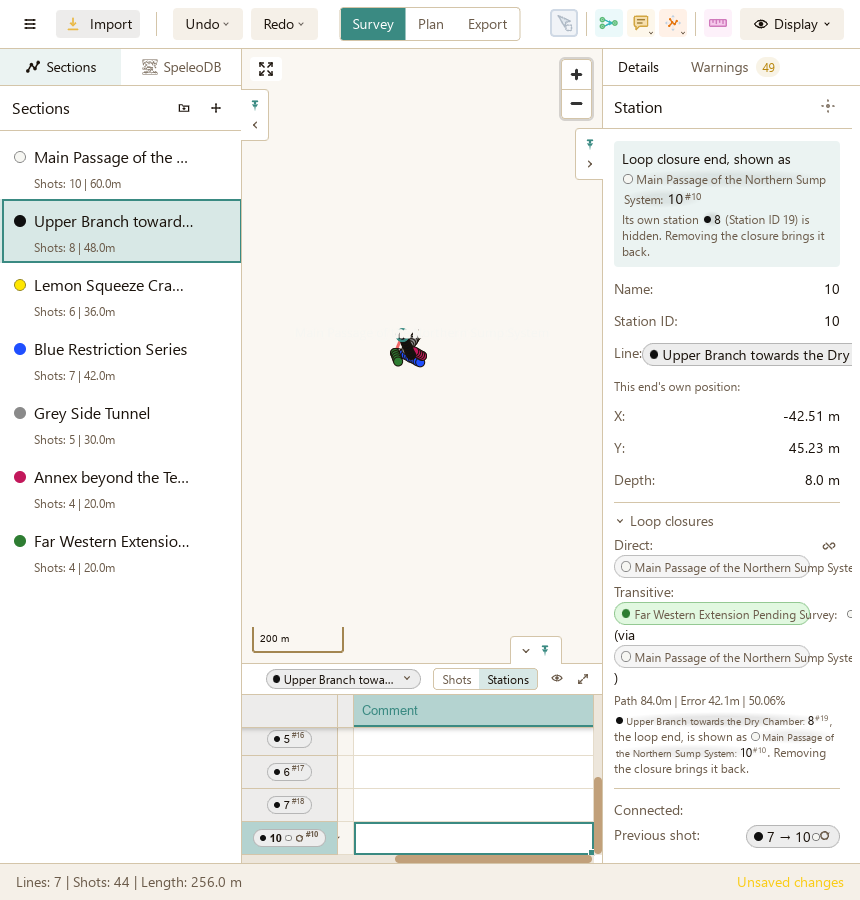 Import
Undo
Redo
Survey
Plan
Export
Display
Sections
SpeleoDB
Sections
Main Passage of the ...
Shots: 10 | 60.0m
Upper Branch toward...
Shots: 8 | 48.0m
Lemon Squeeze Cra...
Shots: 6 | 36.0m
Blue Restriction Series
Shots: 7 | 42.0m
Grey Side Tunnel
Shots: 5 | 30.0m
Annex beyond the Te...
Shots: 4 | 20.0m
Far Western Extensio...
Shots: 4 | 20.0m
200 m
Upper Branch towa...
Shots
Stations
Comment
5 #16
6 #17
7 #18
10 #10
Details
Warnings 49
Station
Loop closure end, shown as
Main Passage of the Northern Sump
System: 10 #10
Its own station 8 (Station ID 19) is
hidden. Removing the closure brings it
back.
Name: 10
Station ID: 10
Line: Upper Branch towards the Dry
This end's own position:
X: -42.51 m
Y: 45.23 m
Depth: 8.0 m
Loop closures
Direct:
Main Passage of the Northern Sump Syste
Transitive:
Far Western Extension Pending Survey:
(via
Main Passage of the Northern Sump Syste
)
Path 84.0m | Error 42.1m | 50.06%
Upper Branch towards the Dry Chamber: 8 #19,
the loop end, is shown as Main Passage of
the Northern Sump System: 10 #10. Removing
the closure brings it back.
Connected:
Previous shot: 7 → 10
Lines: 7 | Shots: 44 | Length: 256.0 m
Unsaved changes